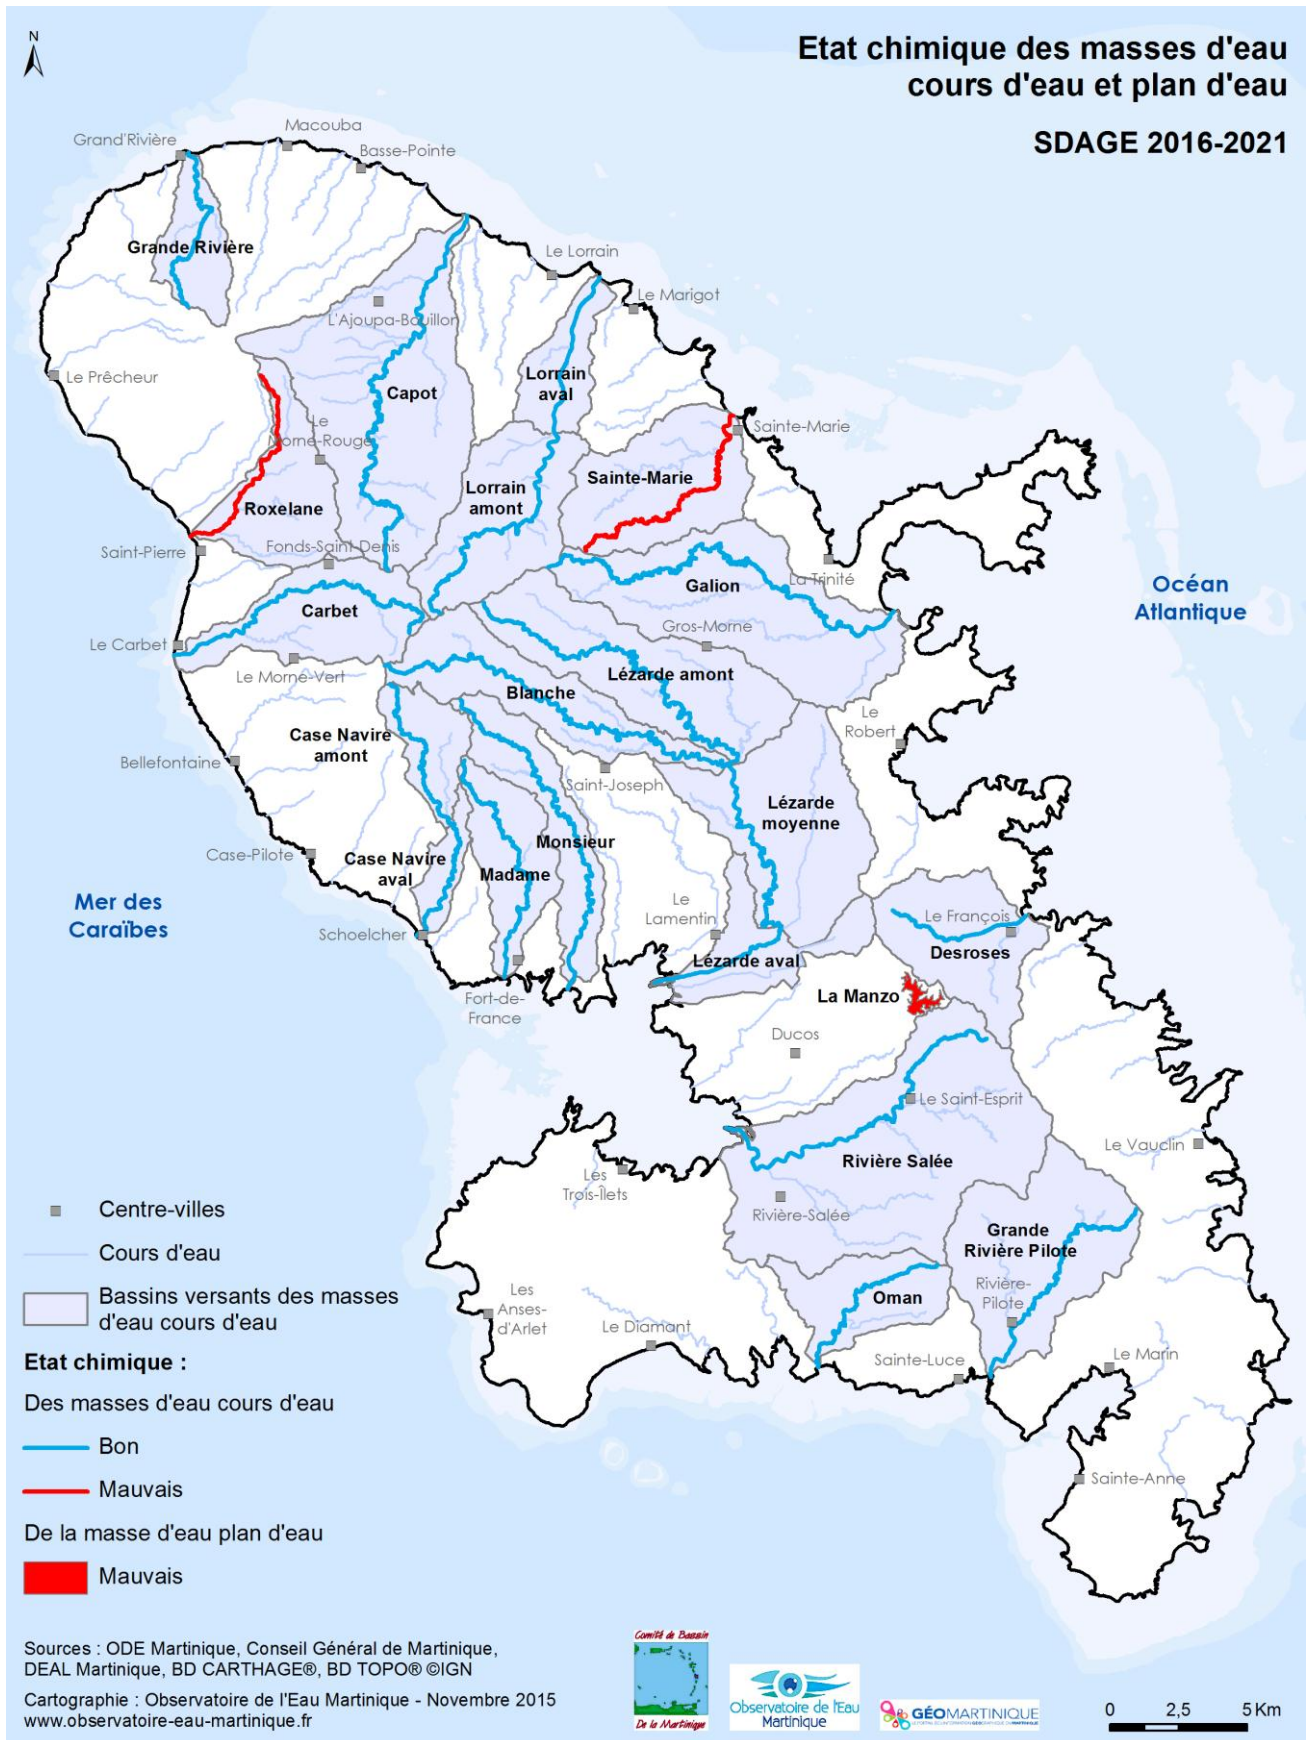 N
Etat chimique des masses d'eau
cours d'eau et plan d'eau
SDAGE 2016-2021
Macouba
Grand'Rivière
Basse-Pointe
Grande Rivière
Le Lorrain
Le Marigot
L'Ajoupa-Bouillon
Le Prêcheur
Lorrain
aval
Capot
Le
Morne-Rouge
Sainte-Marie
Sainte-Marie
Lorrain
amont
Roxelane
Saint-Pierre
Fonds-Saint-Denis
La Trinité
Galion
Océan
Atlantique
Carbet
Gros-Morne
Le Carbet
Le Morne-Vert
Lézarde amont
Blanche
Le
Robert
Case Navire
amont
Bellefontaine
Saint-Joseph
Lézarde
moyenne
Monsieur
Case-Pilote
Case Navire
aval
Madame
Mer des
Caraïbes
Le
Lamentin
Le François
Schoelcher
Desroses
Lézarde aval
La Manzo
Fort-de-
France
Ducos
Le Saint-Esprit
Le Vauclin
Rivière Salée
Les
Trois-Îlets
Rivière-Salée
Centre-villes
Grande
Rivière Pilote
Cours d'eau
Rivière-
Pilote
Bassins versants des masses
d'eau cours d'eau
Les
Anses-
d'Arlet
Oman
Le Diamant
Sainte-Luce
Le Marin
Etat chimique :
Des masses d'eau cours d'eau
Bon
Mauvais
Sainte-Anne
De la masse d'eau plan d'eau
Mauvais
Sources : ODE Martinique, Conseil Général de Martinique,
DEAL Martinique, BD CARTHAGE®, BD TOPO® ©IGN
Cartographie : Observatoire de l'Eau Martinique - Novembre 2015
www.observatoire-eau-martinique.fr
Comité de Bassin
De la Martinique
Observatoire de l'Eau
Martinique
GÉOMARTINIQUE
0 2,5 5 Km